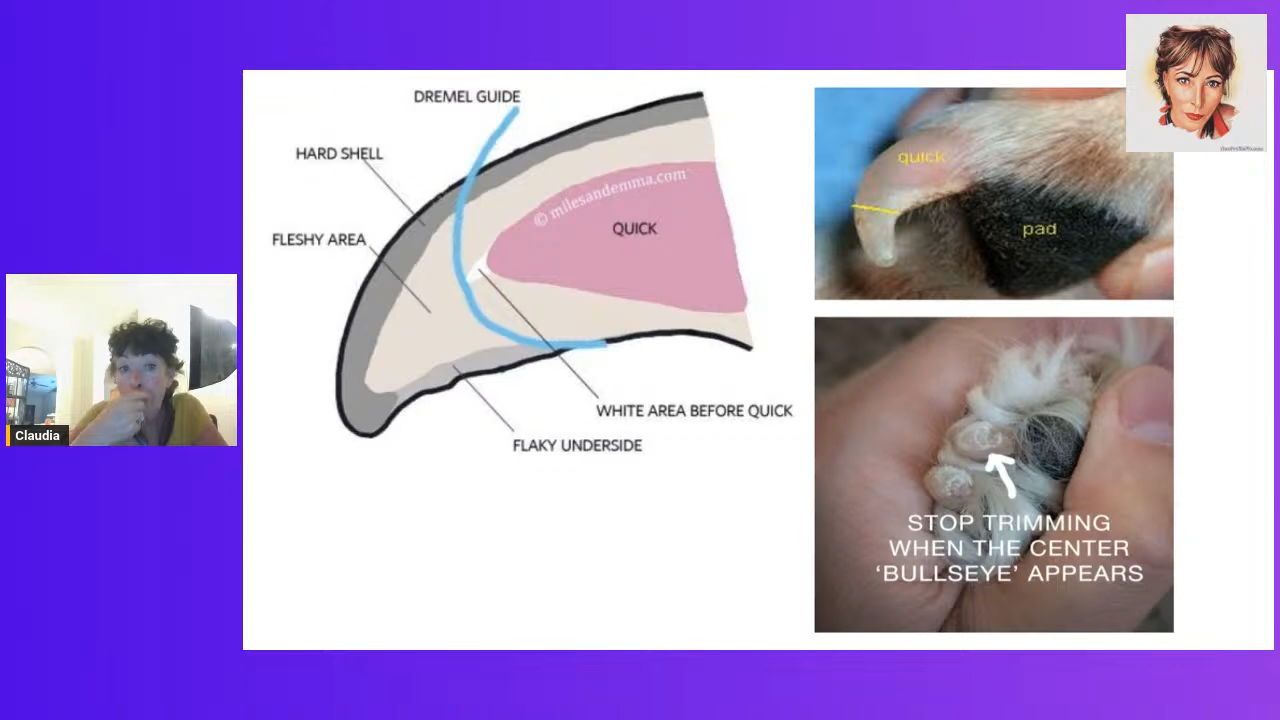 DREMEL GUIDE
HARD SHELL
FLESHY AREA
© milesandemma.com
QUICK
WHITE AREA BEFORE QUICK
FLAKY UNDERSIDE
quick
pad
STOP TRIMMING
WHEN THE CENTER
‘BULLSEYE’ APPEARS
Claudia